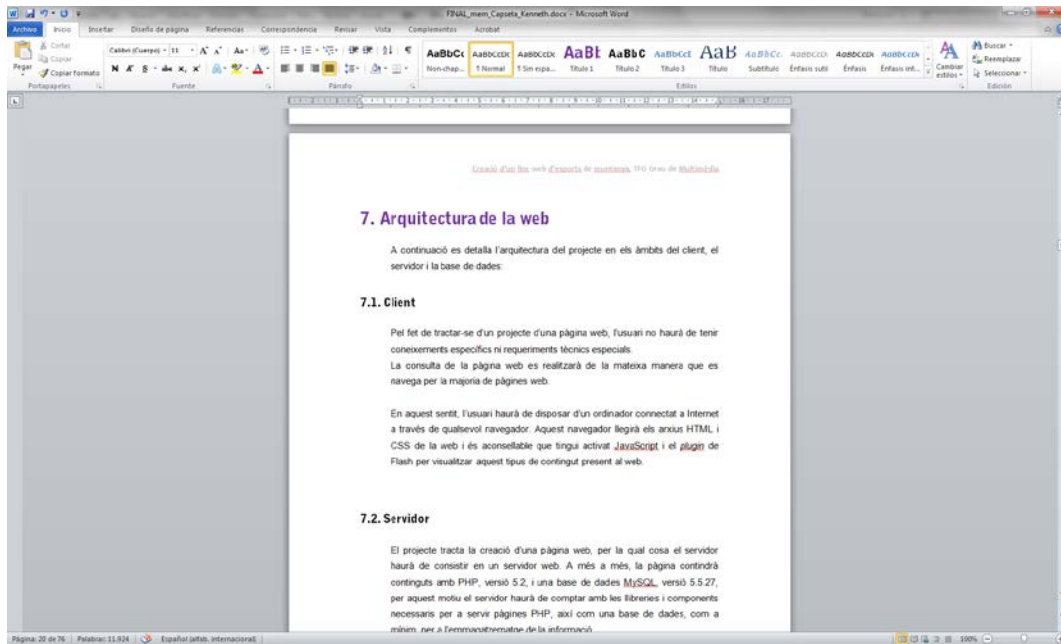 FINAL_mem_Capseta_Kenneth.docx - Microsoft Word
Archivo Inicio Insertar Diseño de página Referencias Correspondencia Revisar Vista Complementos Acrobat
Pegar
Cortar
Copiar
Copiar formato
Portapapeles
Calibri (Cuerpo) 11
N K S abc x, x²
Fuente
Párrafo
AaBbCc AaBbCcDc AaBbCcDc AaBb AaBbC AaBbCcI AaB AaBbCc. AaBbCcDc AaBbCcDc AaBbCcDc
Non-chap... ¶ Normal ¶ Sin espa... Título 1 Título 2 Título 3 Título Subtítulo Énfasis sutil Énfasis Énfasis int...
Cambiar estilos
Estilos
Buscar
Reemplazar
Seleccionar
Edición
Creació d'un lloc web d'esports de muntanya, TFG Grau de Multimèdia
7. Arquitectura de la web
A continuació es detalla l'arquitectura del projecte en els àmbits del client, el
servidor i la base de dades:
7.1. Client
Pel fet de tractar-se d'un projecte d'una pàgina web, l'usuari no haurà de tenir
coneixements específics ni requeriments tècnics especials.
La consulta de la pàgina web es realitzarà de la mateixa manera que es
navega per la majoria de pàgines web.
En aquest sentit, l'usuari haurà de disposar d'un ordinador connectat a Internet
a través de qualsevol navegador. Aquest navegador llegirà els arxius HTML i
CSS de la web i és aconsellable que tingui activat JavaScript i el plugin de
Flash per visualitzar aquest tipus de contingut present al web.
7.2. Servidor
El projecte tracta la creació d'una pàgina web, per la qual cosa el servidor
haurà de consistir en un servidor web. A més a més, la pàgina contindrà
continguts amb PHP, versió 5.2, i una base de dades MySQL, versió 5.5.27,
per aquest motiu el servidor haurà de comptar amb les llibreries i components
necessaris per a servir pàgines PHP, així com una base de dades, com a
mínim, per a l'emmagatzematge de la informació.
Página: 20 de 76 Palabras: 11.924 Español (alfab. internacional) 100%